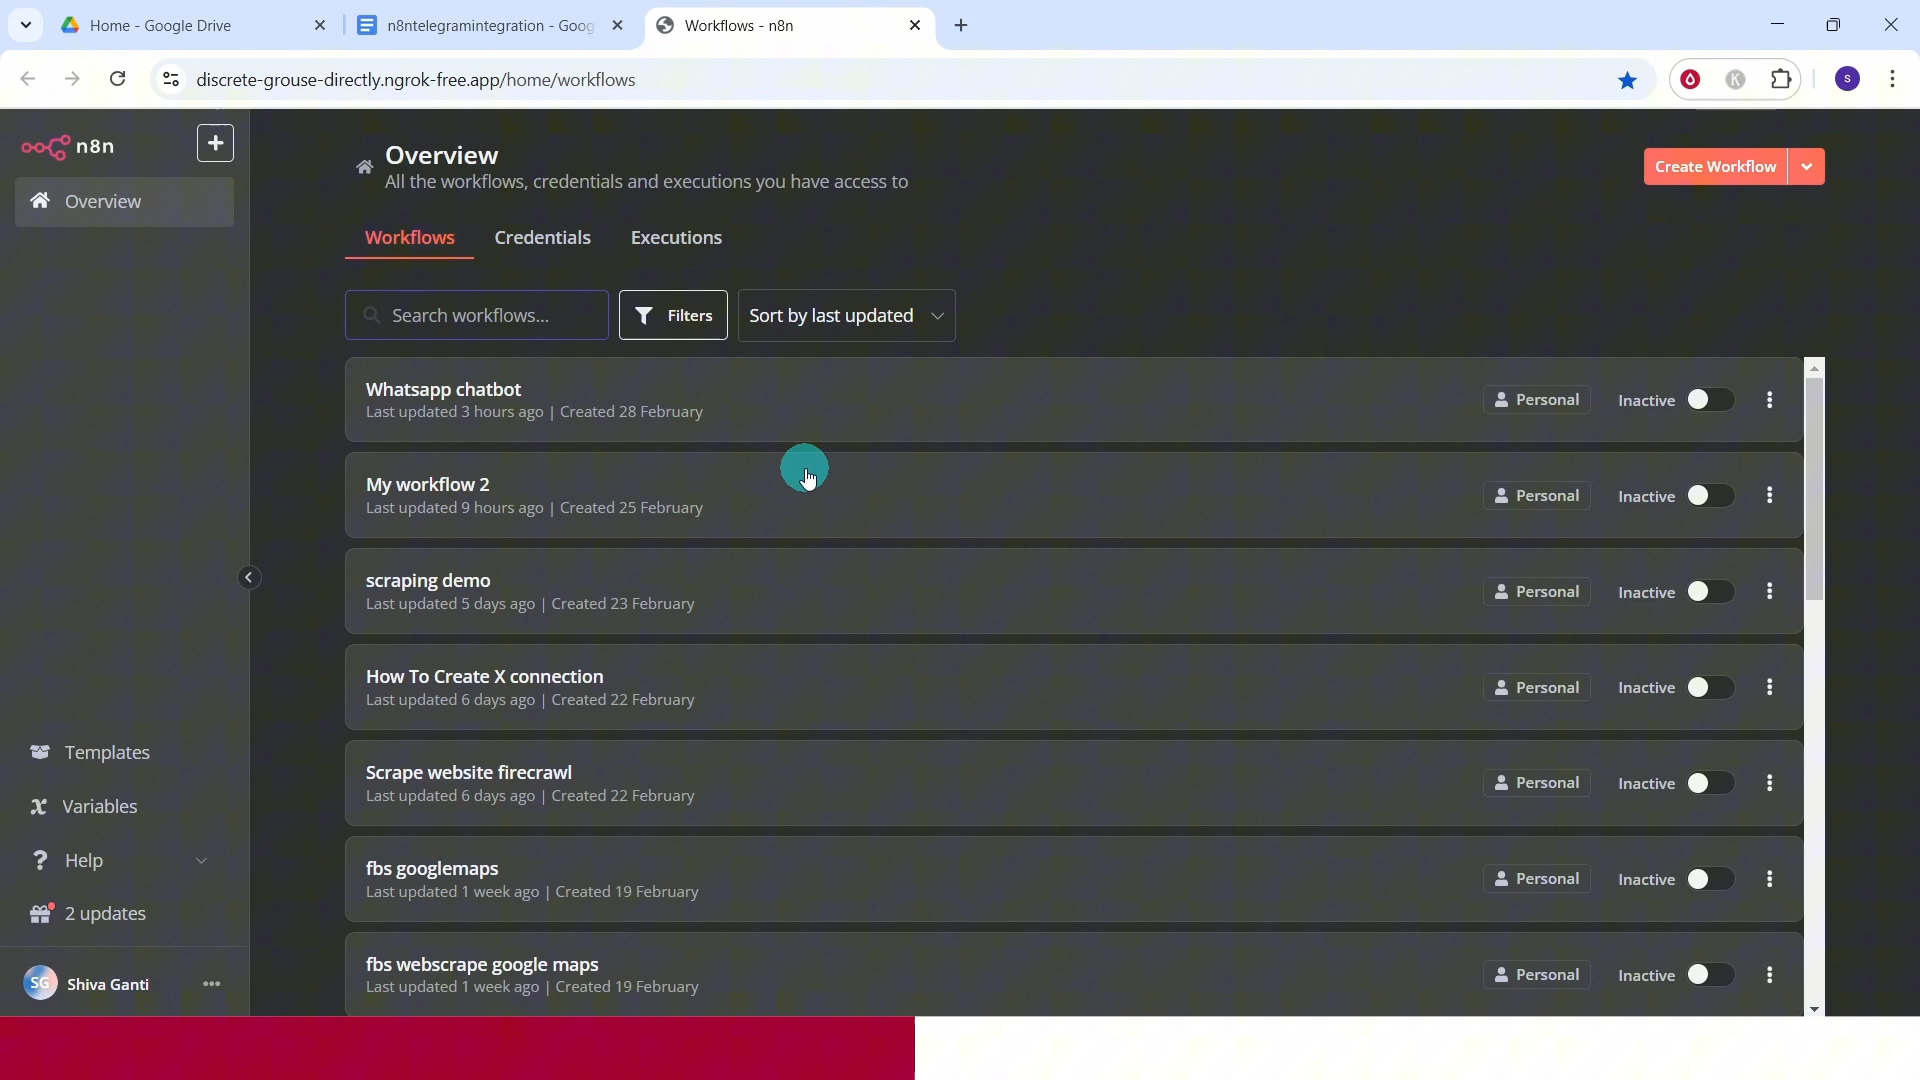 Home - Google Drive
n8ntelegramintegration - Goog
Workflows - n8n
discrete-grouse-directly.ngrok-free.app/home/workflows
K
S
n8n
Overview
Overview
All the workflows, credentials and executions you have access to
Create Workflow
Workflows
Credentials
Executions
Search workflows...
Filters
Sort by last updated
Whatsapp chatbot
Last updated 3 hours ago | Created 28 February
Personal
Inactive
My workflow 2
Last updated 9 hours ago | Created 25 February
Personal
Inactive
scraping demo
Last updated 5 days ago | Created 23 February
Personal
Inactive
How To Create X connection
Last updated 6 days ago | Created 22 February
Personal
Inactive
Scrape website firecrawl
Last updated 6 days ago | Created 22 February
Personal
Inactive
fbs googlemaps
Last updated 1 week ago | Created 19 February
Personal
Inactive
fbs webscrape google maps
Last updated 1 week ago | Created 19 February
Personal
Inactive
Templates
Variables
Help
2 updates
SG
Shiva Ganti